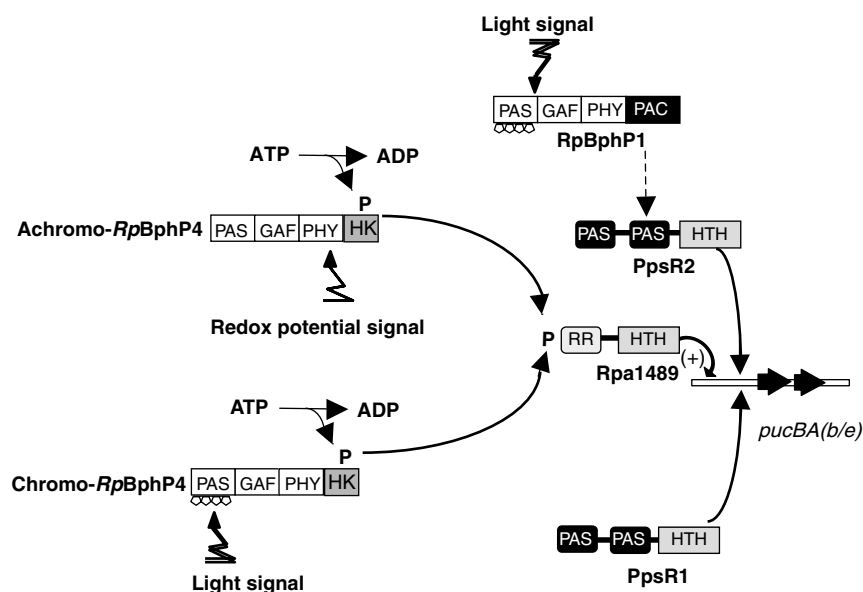 Light signal
PAS GAF PHY PAC
RpBphP1
ATP ADP
P
Achromo-RpBphP4 PAS GAF PHY HK
PAS PAS HTH
PpsR2
Redox potential signal
P RR HTH (+)
Rpa1489
ATP ADP
pucBA(b/e)
P
Chromo-RpBphP4 PAS GAF PHY HK
PAS PAS HTH
PpsR1
Light signal